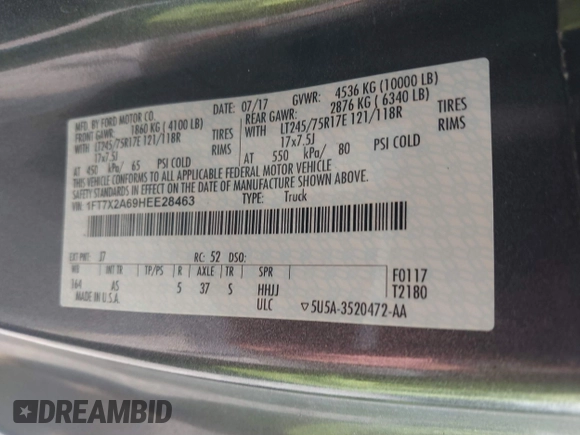 MFD. BY FORD MOTOR CO.
DATE: 07/17 GVWR: 4536 KG (10000 LB)
FRONT GAWR: 1860 KG (4100 LB) REAR GAWR: 2876 KG (6340 LB)
WITH LT245/75R17E 121/118R TIRES WITH LT245/75R17E 121/118R TIRES
17x7.5J RIMS 17x7.5J RIMS
AT 450 kPa/ 65 PSI COLD AT 550 kPa/ 80 PSI COLD
THIS VEHICLE CONFORMS TO ALL APPLICABLE FEDERAL MOTOR VEHICLE
SAFETY STANDARDS IN EFFECT ON THE DATE OF MANUFACTURE SHOWN ABOVE.
VIN: 1FT7X2A69HEE28463 TYPE: Truck
EXT PNT: J7 RC: 52 DSO:
WB INT TR TP/PS R AXLE TR SPR
164 AS 5 37 S HHJJ F0117
MADE IN U.S.A. ULC T2180
▽5U5A-3520472-AA
DREAMBID